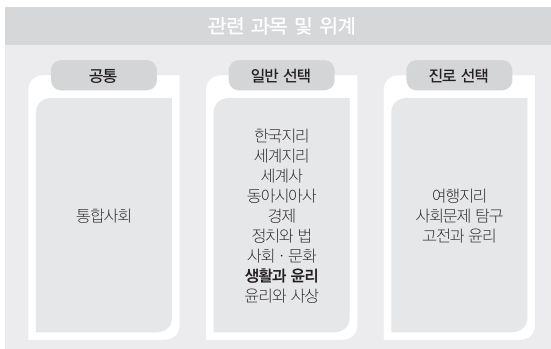 관련 과목 및 위계
공통
통합사회
일반 선택
한국지리
세계지리
세계사
동아시아사
경제
정치와 법
사회 · 문화
생활과 윤리
윤리와 사상
진로 선택
여행지리
사회문제 탐구
고전과 윤리